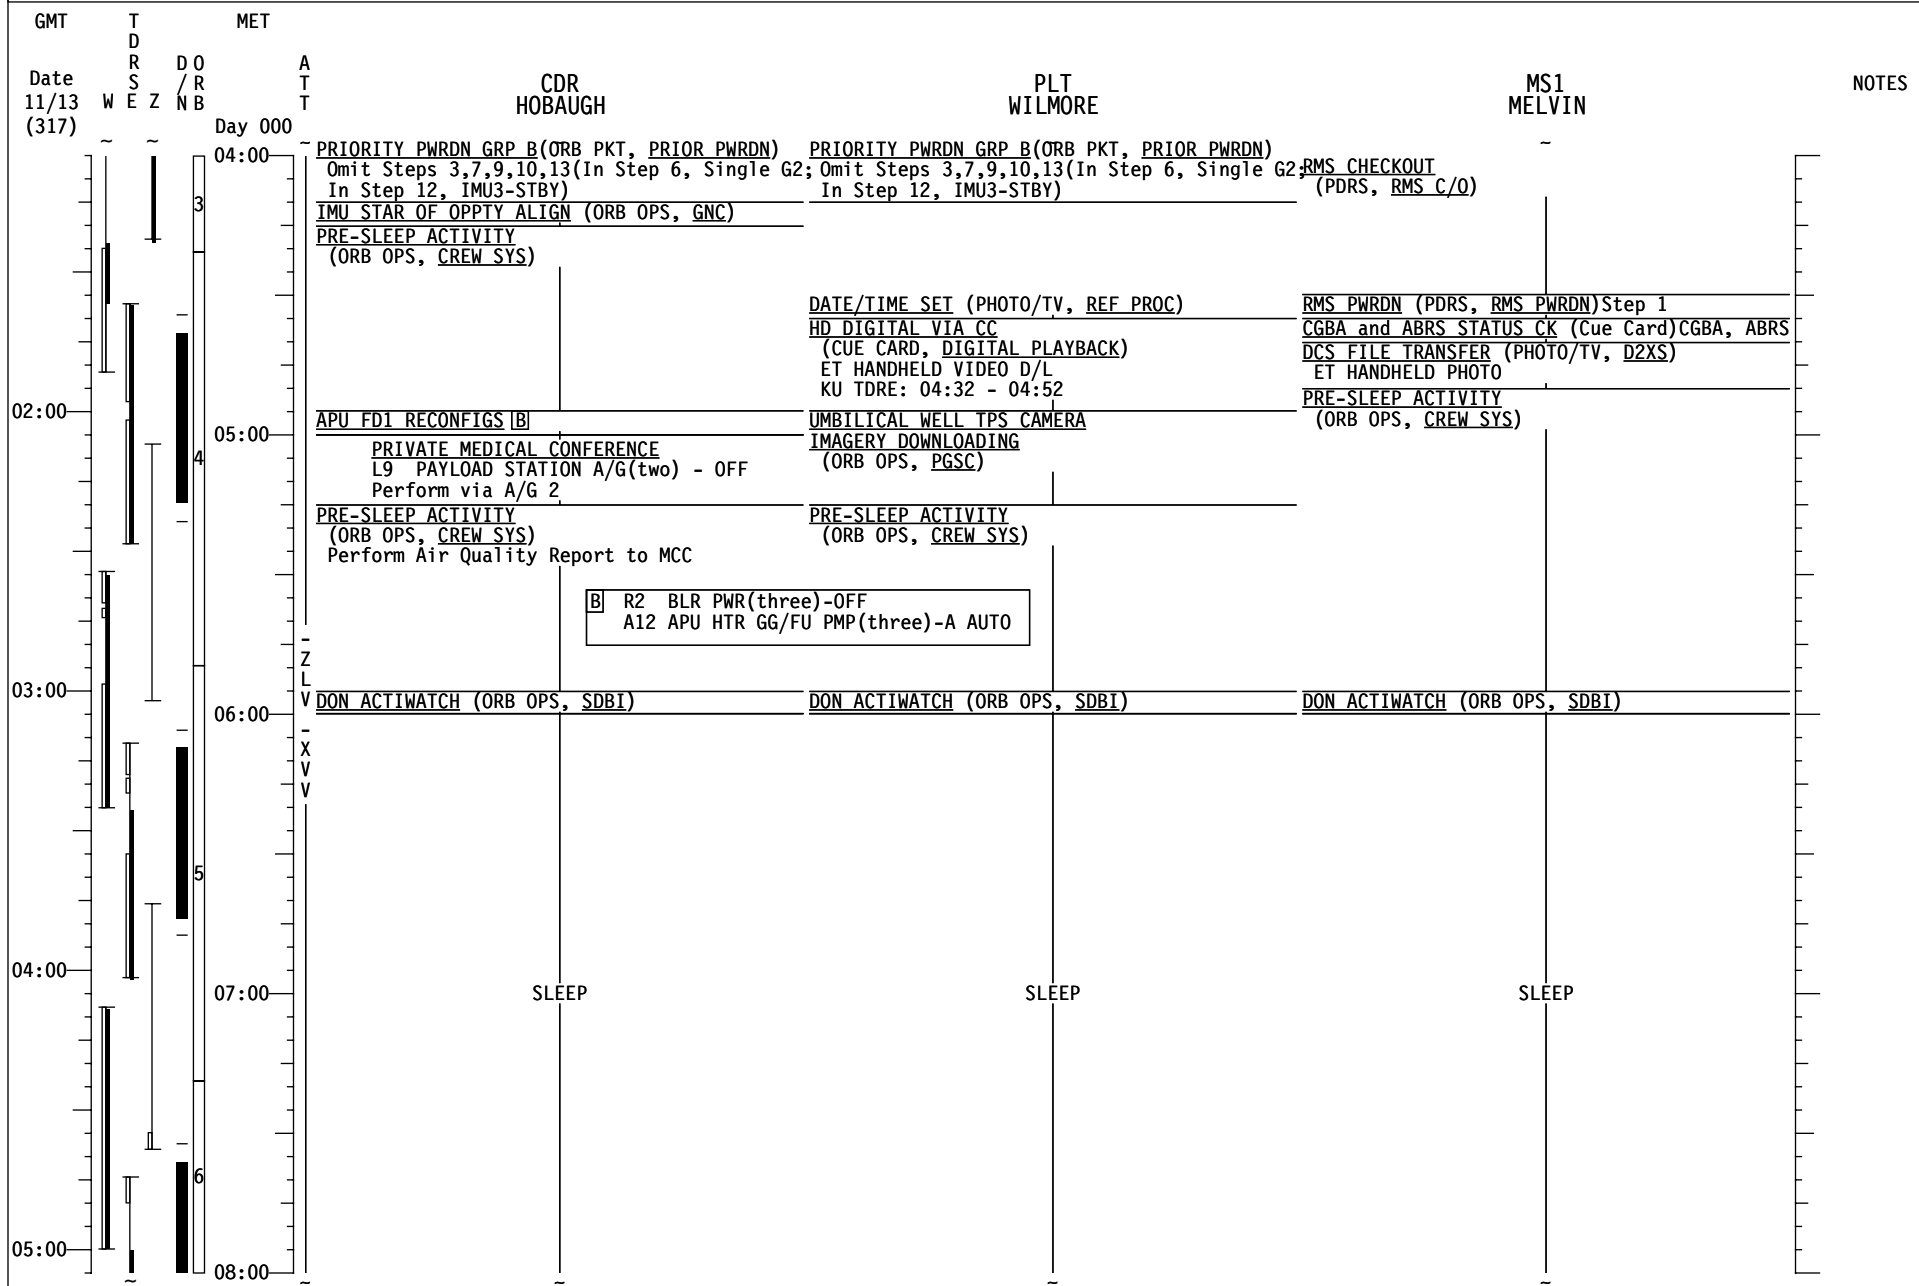 GMT
TDRS
MET
Date
11/13
(317)
W E Z
D/N
ORB
Day 000
ATT
CDR
HOBAUGH
PLT
WILMORE
MS1
MELVIN
NOTES
~ ~ ~ ~ ~ ~
04:00
3
PRIORITY PWRDN GRP B(ORB PKT, PRIOR PWRDN)
Omit Steps 3,7,9,10,13(In Step 6, Single G2;
In Step 12, IMU3-STBY)
IMU STAR OF OPPTY ALIGN (ORB OPS, GNC)
PRE-SLEEP ACTIVITY
(ORB OPS, CREW SYS)
PRIORITY PWRDN GRP B(ORB PKT, PRIOR PWRDN)
Omit Steps 3,7,9,10,13(In Step 6, Single G2;
In Step 12, IMU3-STBY)
RMS CHECKOUT
(PDRS, RMS C/O)
DATE/TIME SET (PHOTO/TV, REF PROC)
HD DIGITAL VIA CC
(CUE CARD, DIGITAL PLAYBACK)
ET HANDHELD VIDEO D/L
KU TDRE: 04:32 - 04:52
RMS PWRDN (PDRS, RMS PWRDN)Step 1
CGBA and ABRS STATUS CK (Cue Card)CGBA, ABRS
DCS FILE TRANSFER (PHOTO/TV, D2XS)
ET HANDHELD PHOTO
PRE-SLEEP ACTIVITY
(ORB OPS, CREW SYS)
02:00
05:00
4
APU FD1 RECONFIGS B
PRIVATE MEDICAL CONFERENCE
L9 PAYLOAD STATION A/G(two) - OFF
Perform via A/G 2
PRE-SLEEP ACTIVITY
(ORB OPS, CREW SYS)
Perform Air Quality Report to MCC
UMBILICAL WELL TPS CAMERA
IMAGERY DOWNLOADING
(ORB OPS, PGSC)
PRE-SLEEP ACTIVITY
(ORB OPS, CREW SYS)
B R2 BLR PWR(three)-OFF
A12 APU HTR GG/FU PMP(three)-A AUTO
-ZLV
-XVV
03:00
06:00
DON ACTIWATCH (ORB OPS, SDBI)
DON ACTIWATCH (ORB OPS, SDBI)
DON ACTIWATCH (ORB OPS, SDBI)
5
04:00
07:00
SLEEP
SLEEP
SLEEP
6
05:00
08:00
~ ~ ~ ~ ~